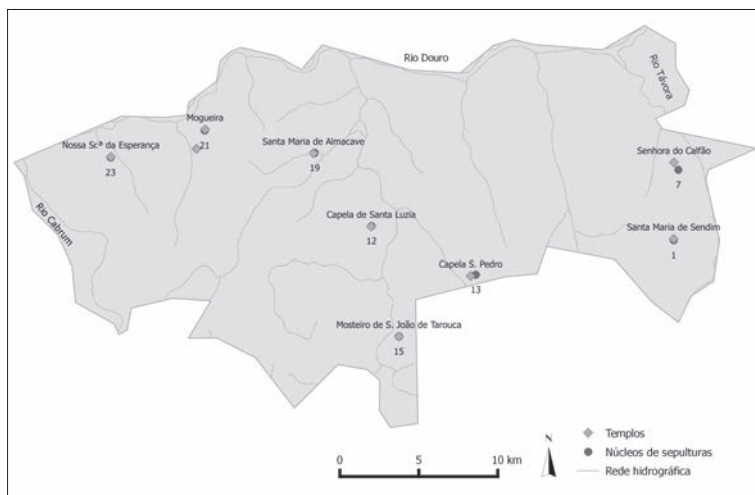 Rio Douro
Rio Távora
Mogueira
21
Nossa Sr.ª da Esperança
23
Santa Maria de Almacave
19
Senhora do Calfão
7
Rio Cabrum
Capela de Santa Luzia
12
Santa Maria de Sendim
1
Capela S. Pedro
13
Mosteiro de S. João de Tarouca
15
N
Templos
Núcleos de sepulturas
Rede hidrográfica
0 5 10 km